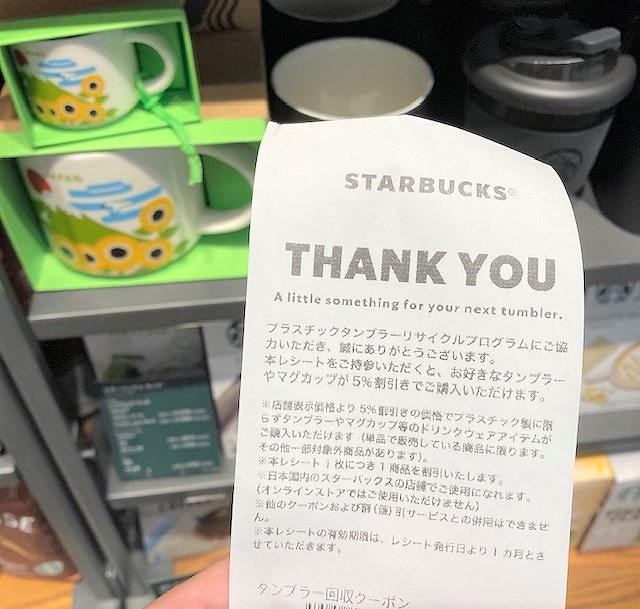 STARBUCKS®
THANK YOU
A little something for your next tumbler.
プラスチックタンブラーリサイクルプログラムにご協
力いただき、誠にありがとうございます。
本レシートをご持参いただくと、お好きなタンブラー
やマグカップが5%割引きでご購入いただけます。
※店舗表示価格より5%割引きの価格でプラスチック製に限
らずタンブラーやマグカップ等のドリンクウェアアイテムが
ご購入いただけます（単品で販売している商品に限ります。
その他一部対象外商品があります）。
※本レシート1枚につき1商品を割引いたします。
※日本国内のスターバックスの店舗でご使用になれます。
（オンラインストアではご使用いただけません）
※他のクーポンおよび割（値）引サービスとの併用はできませ
ん。
※本レシートの有効期限は、レシート発行日より1カ月とさ
せていただきます。
タンブラー回収クーポン